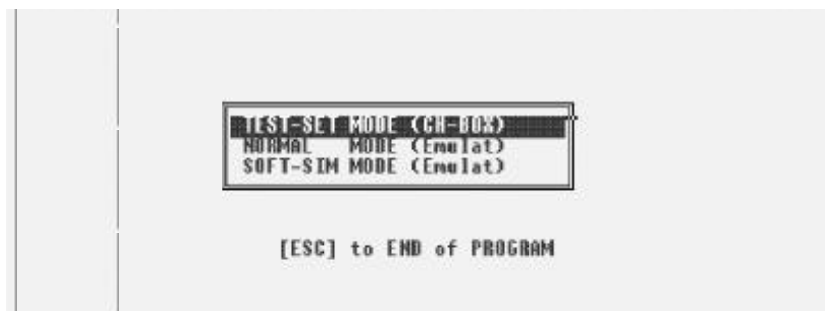 TEST-SET MODE (CH-BOX)
NORMAL MODE (Emulat)
SOFT-SIM MODE (Emulat)
[ESC] to END of PROGRAM